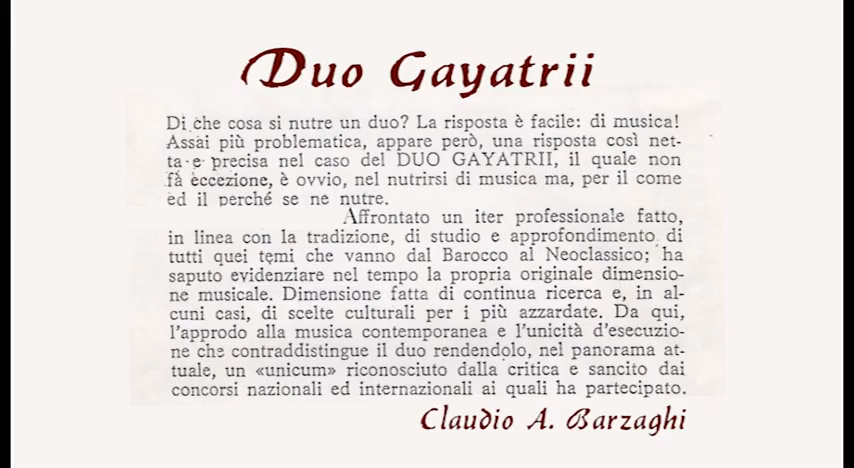 Duo Gayatrii
Di che cosa si nutre un duo? La risposta è facile: di musica!
Assai più problematica, appare però, una risposta così net-
ta e precisa nel caso del DUO GAYATRII, il quale non
fà eccezione, è ovvio, nel nutrirsi di musica ma, per il come
ed il perché se ne nutre.
Affrontato un iter professionale fatto,
in linea con la tradizione, di studio e approfondimento di
tutti quei temi che vanno dal Barocco al Neoclassico; ha
saputo evidenziare nel tempo la propria originale dimensio-
ne musicale. Dimensione fatta di continua ricerca e, in al-
cuni casi, di scelte culturali per i più azzardate. Da qui,
l'approdo alla musica contemporanea e l'unicità d'esecuzio-
ne che contraddistingue il duo rendendolo, nel panorama at-
tuale, un «unicum» riconosciuto dalla critica e sancito dai
concorsi nazionali ed internazionali ai quali ha partecipato.
Claudio A. Barzaghi